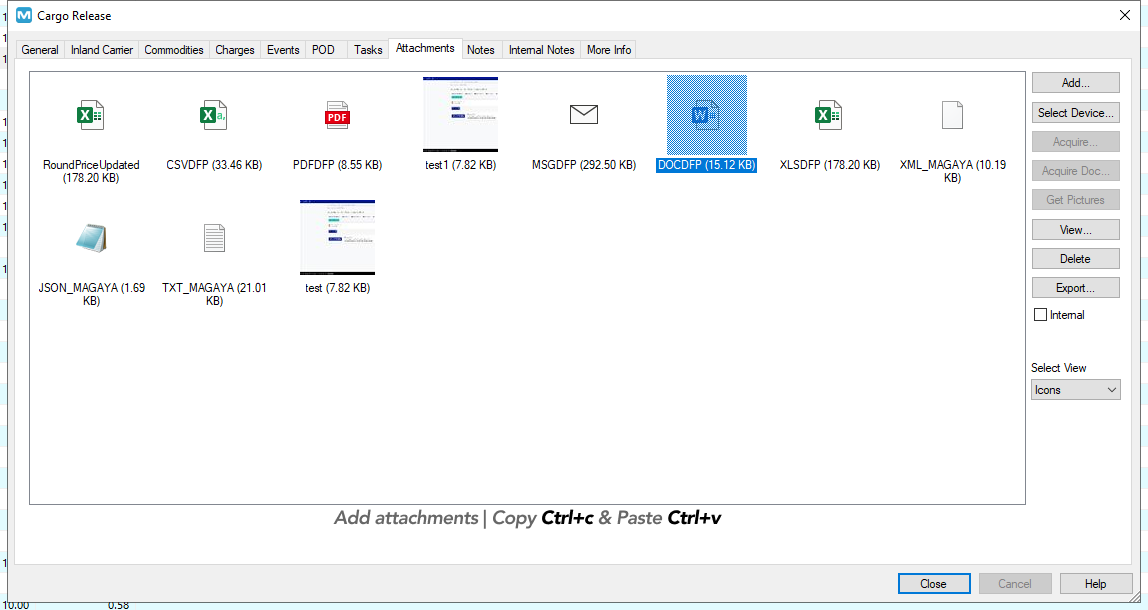 Cargo Release
General Inland Carrier Commodities Charges Events POD Tasks Attachments Notes Internal Notes More Info
RoundPriceUpdated
(178.20 KB)
CSVDFP (33.46 KB)
PDF
PDFDFP (8.55 KB)
test1 (7.82 KB)
MSGDFP (292.50 KB)
DOCDFP (15.12 KB)
XLSDFP (178.20 KB)
XML_MAGAYA (10.19
KB)
JSON_MAGAYA (1.69
KB)
TXT_MAGAYA (21.01
KB)
test (7.82 KB)
Add...
Select Device...
Acquire...
Acquire Doc...
Get Pictures
View...
Delete
Export...
Internal
Select View
Icons
Add attachments | Copy Ctrl+c & Paste Ctrl+v
Close Cancel Help
10.00 0.58